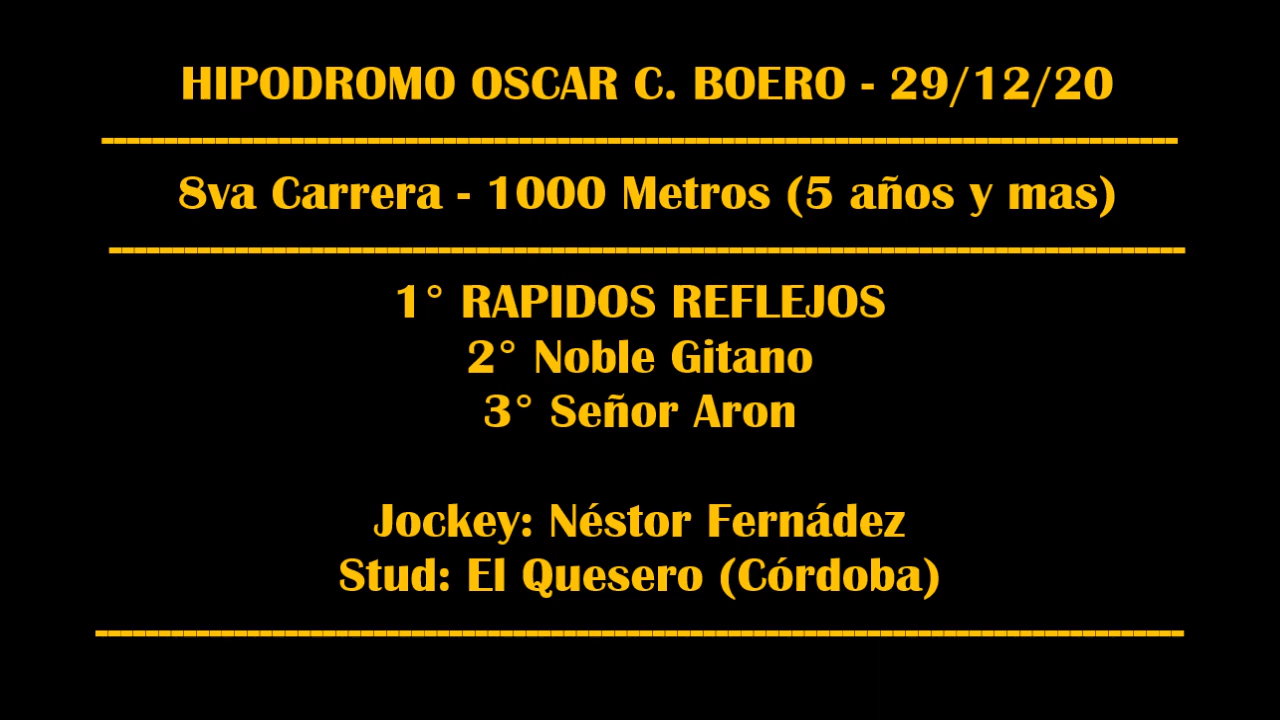 HIPODROMO OSCAR C. BOERO - 29/12/20
8va Carrera - 1000 Metros (5 años y mas)
1° RAPIDOS REFLEJOS
2° Noble Gitano
3° Señor Aron
Jockey: Néstor Fernádez
Stud: El Quesero (Córdoba)